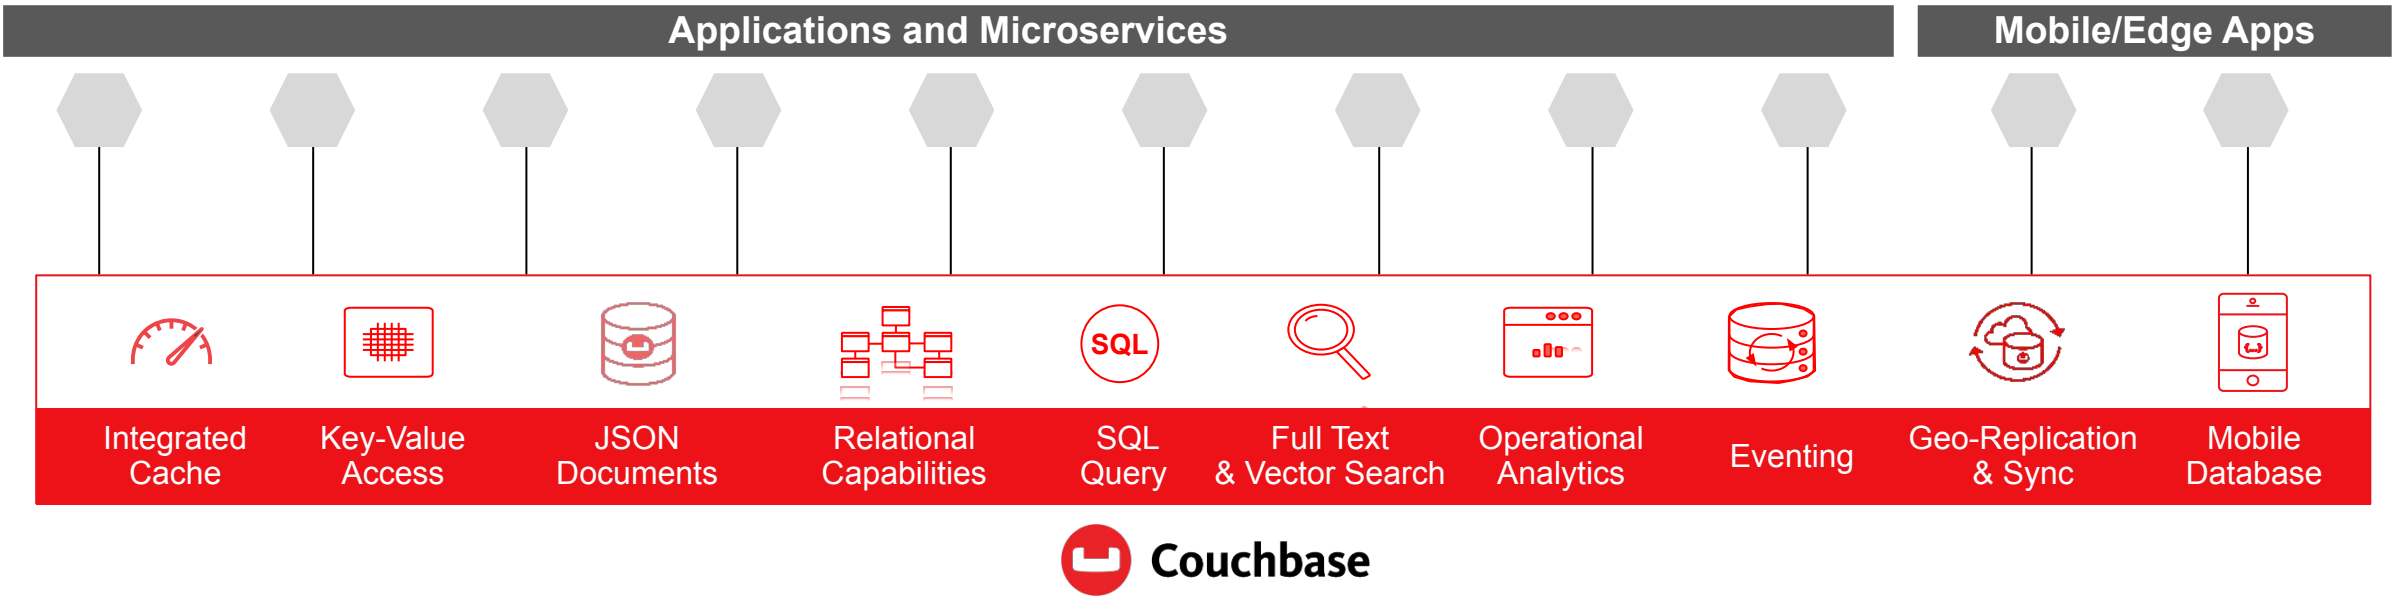 Applications and Microservices
Mobile/Edge Apps
SQL
Integrated
Cache
Key-Value
Access
JSON
Documents
Relational
Capabilities
SQL
Query
Full Text
& Vector Search
Operational
Analytics
Eventing
Geo-Replication
& Sync
Mobile
Database
Couchbase